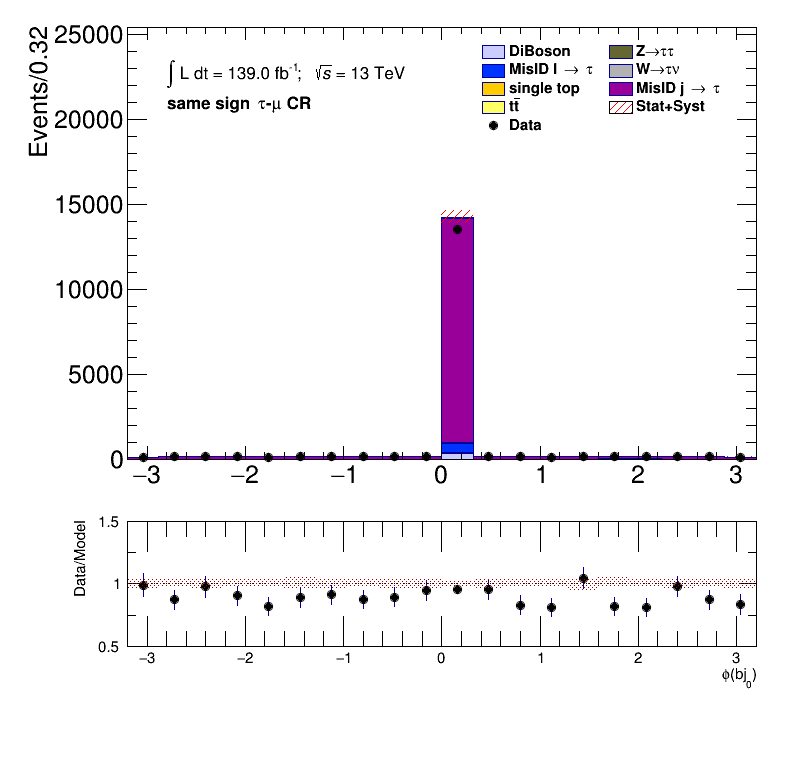 Events/0.32
25000
20000
15000
10000
5000
0
∫ L dt = 139.0 fb⁻¹; √s = 13 TeV
same sign τ-μ CR
DiBoson
MisID l → τ
single top
tt̄
Data
Z→ττ
W→τν
MisID j → τ
Stat+Syst
−3 −2 −1 0 1 2 3
Data/Model
1.5
1
0.5
−3 −2 −1 0 1 2 3
ϕ(bj₀)